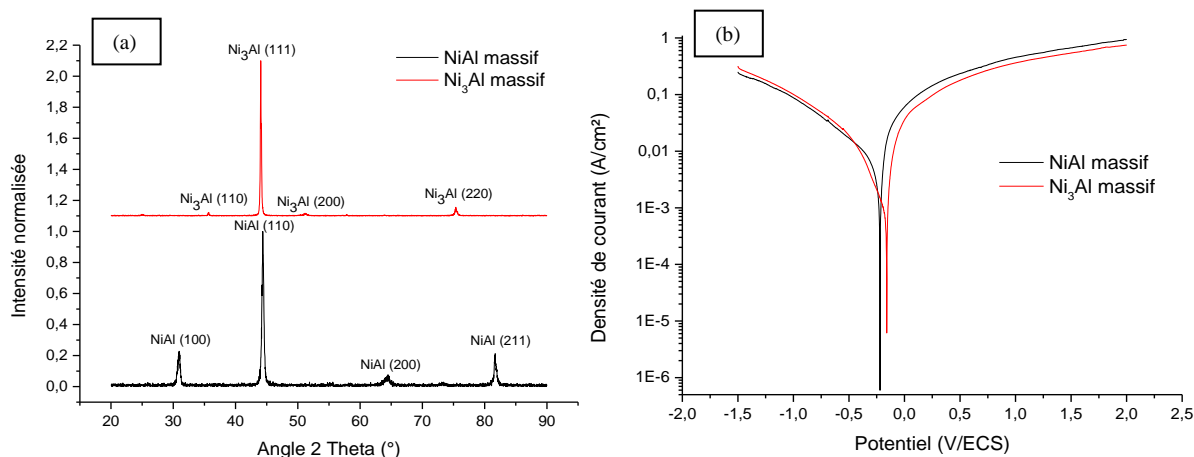 (a)
2,2
2,0
1,8
1,6
1,4
1,2
1,0
0,8
0,6
0,4
0,2
0,0
Intensité normalisée
Ni3Al (111)
NiAl massif
Ni3Al massif
Ni3Al (110)
Ni3Al (200)
Ni3Al (220)
NiAl (110)
NiAl (100)
NiAl (200)
NiAl (211)
20 30 40 50 60 70 80 90
Angle 2 Theta (°)
(b)
1
0,1
0,01
1E-3
1E-4
1E-5
1E-6
Densité de courant (A/cm²)
NiAl massif
Ni3Al massif
-2,0 -1,5 -1,0 -0,5 0,0 0,5 1,0 1,5 2,0 2,5
Potentiel (V/ECS)